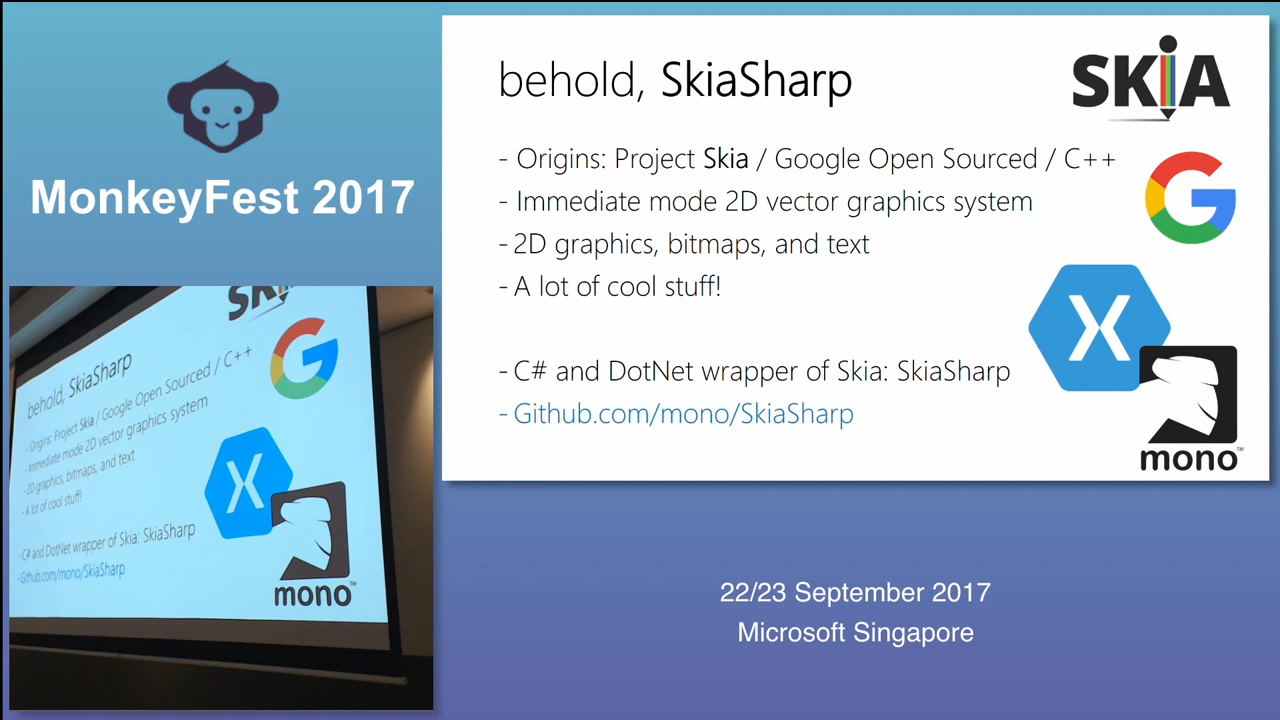 MonkeyFest 2017
behold, SkiaSharp
SKiA
- Origins: Project Skia / Google Open Sourced / C++
- Immediate mode 2D vector graphics system
- 2D graphics, bitmaps, and text
- A lot of cool stuff!
- C# and DotNet wrapper of Skia: SkiaSharp
- Github.com/mono/SkiaSharp
G
X
mono™
SKi
behold, SkiaSharp
- Origins: Project Skia / Google Open Sourced / C++
- Immediate mode 2D vector graphics system
- 2D graphics, bitmaps, and text
- A lot of cool stuff!
- C# and DotNet wrapper of Skia: SkiaSharp
- Github.com/mono/SkiaSharp
G
X
mono™
22/23 September 2017
Microsoft Singapore